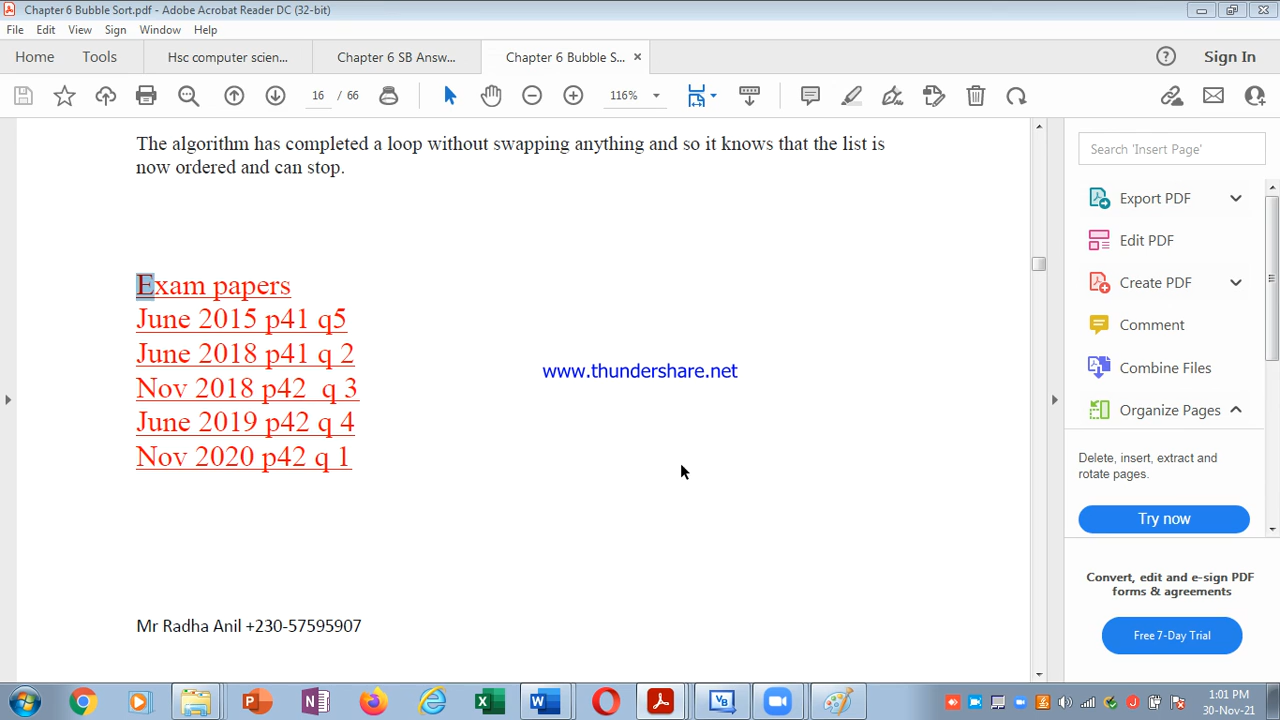 Chapter 6 Bubble Sort.pdf - Adobe Acrobat Reader DC (32-bit)
File Edit View Sign Window Help
Home Tools Hsc computer scien... Chapter 6 SB Answ... Chapter 6 Bubble S... × Sign In
16 / 66 116%
The algorithm has completed a loop without swapping anything and so it knows that the list is
now ordered and can stop.
Search 'Insert Page'
Export PDF
Edit PDF
Create PDF
Comment
Combine Files
Organize Pages
Delete, insert, extract and
rotate pages.
Try now
Convert, edit and e-sign PDF
forms & agreements
Free 7-Day Trial
Exam papers
June 2015 p41 q5
June 2018 p41 q 2
Nov 2018 p42 q 3
June 2019 p42 q 4
Nov 2020 p42 q 1
www.thundershare.net
Mr Radha Anil +230-57595907
1:01 PM
30-Nov-21